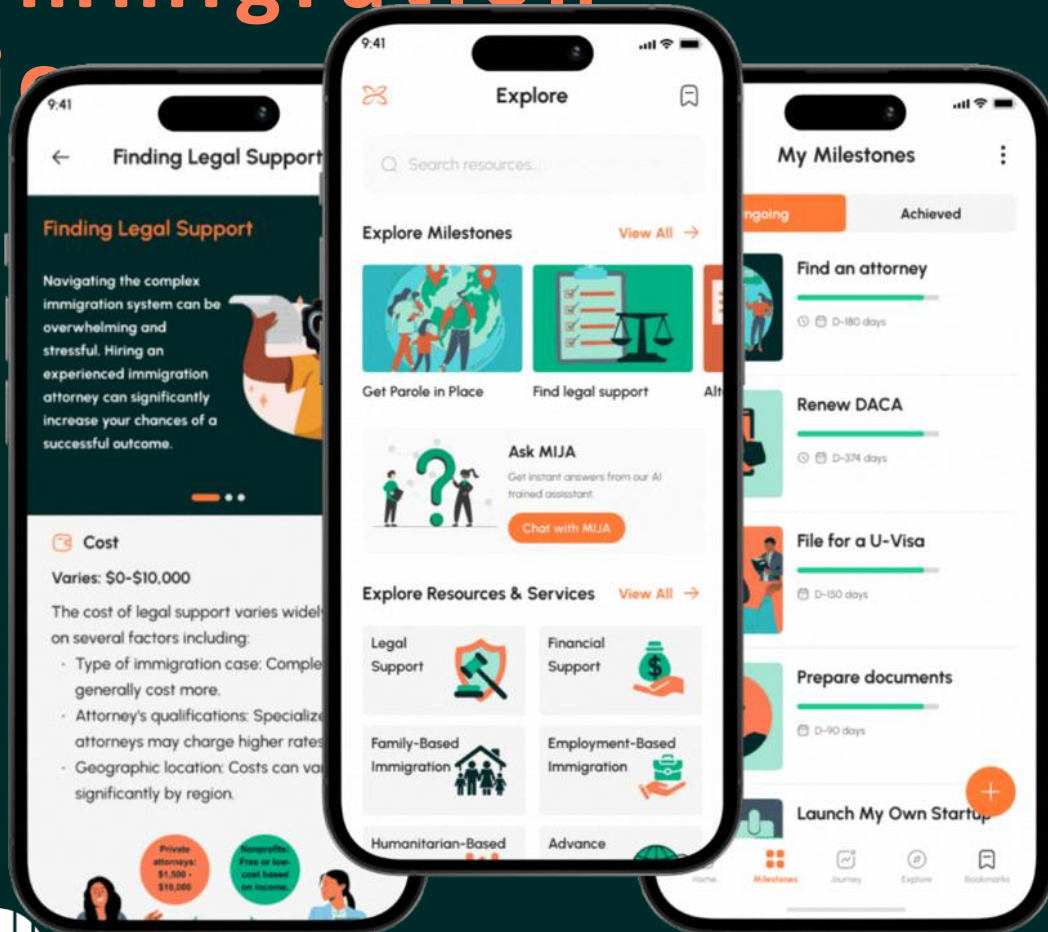 9:41
Finding Legal Support
Finding Legal Support
Navigating the complex
immigration system can be
overwhelming and
stressful. Hiring an
experienced immigration
attorney can significantly
increase your chances of a
successful outcome.
Cost
Varies: $0-$10,000
The cost of legal support varies
on several factors including:
· Type of immigration case:
generally cost more.
· Attorney's qualifications:
attorneys may charge higher rates
· Geographic location: Costs can
significantly by region.
Private
attorneys:
$1,500 -
$10,000
Nonprofits:
Free or low-
cost based
on income.
9:41
Explore
Search resources...
Explore Milestones
View All →
Get Parole in Place
Find legal support
Ask MIJA
Get instant answers from our AI
trained assisstant.
Chat with MIJA
Explore Resources & Services
View All →
Legal
Support
Financial
Support
Family-Based
Immigration
Employment-Based
Immigration
Humanitarian-Based
Advance
My Milestones
Achieved
Find an attorney
D-180 days
Renew DACA
D-374 days
File for a U-Visa
D-150 days
Prepare documents
D-90 days
Launch My Own Startup
Home
Milestones
Journey
Explore
Bookmarks